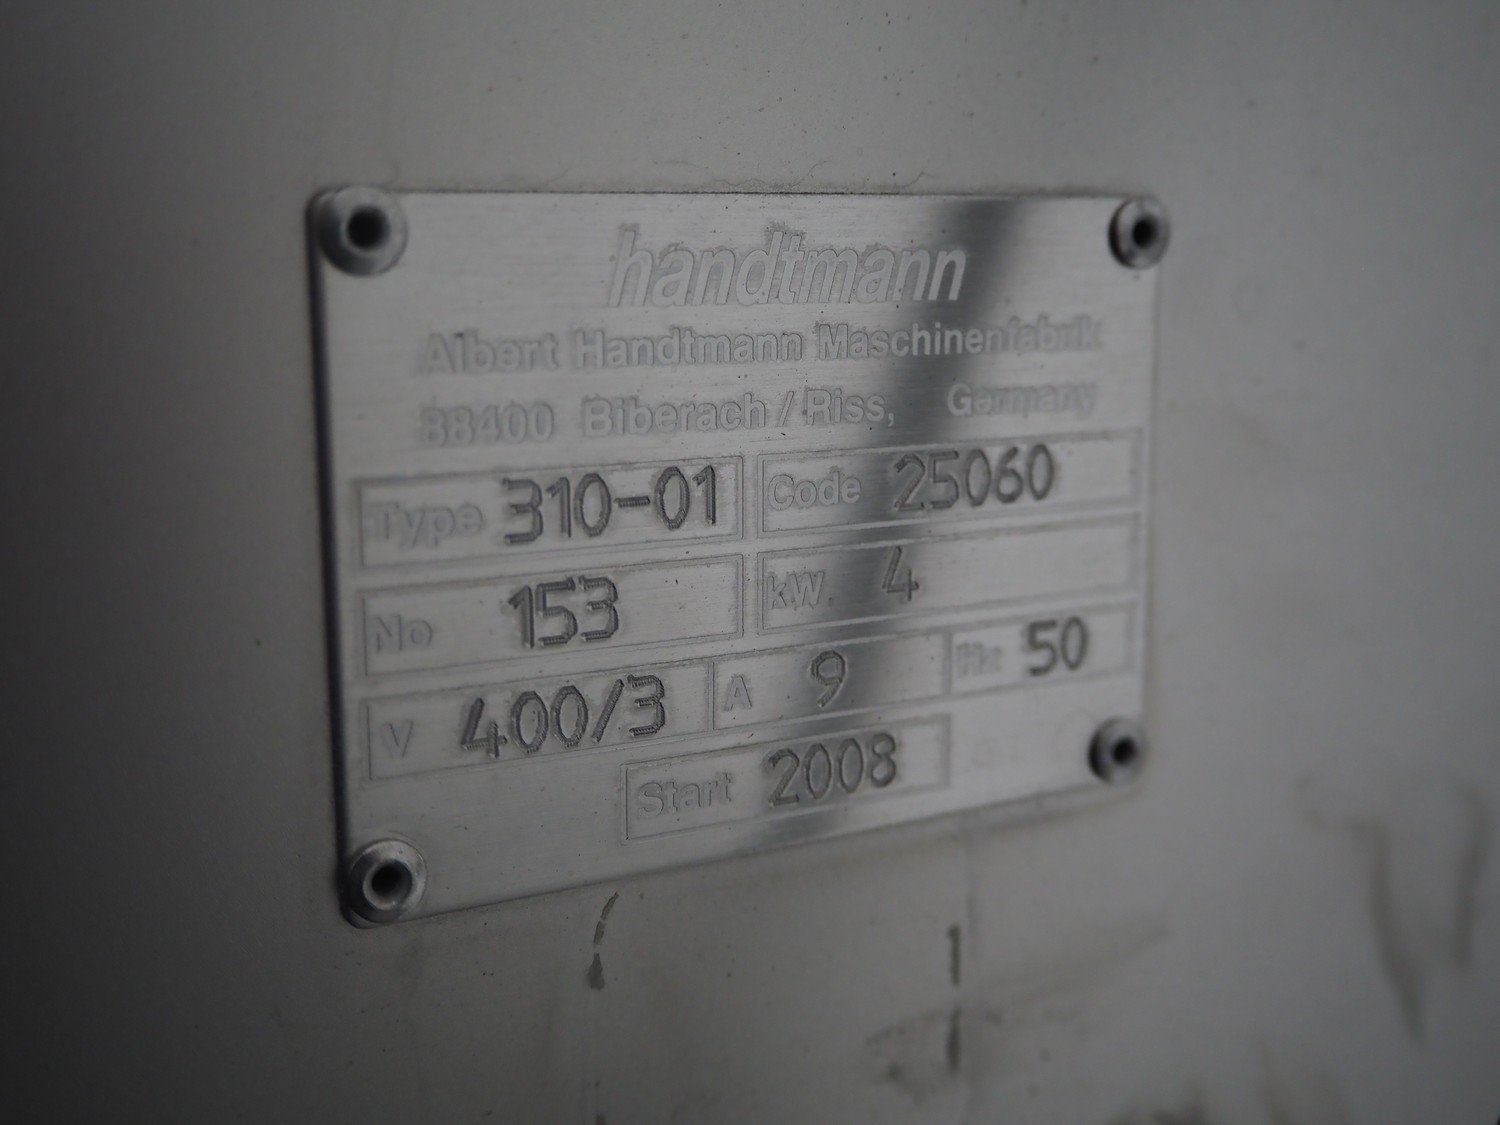 handtmann
Albert Handtmann Maschinenfabrik
88400 Biberach / Riss, Germany
Type 310-01 Code 25060
No 153 kW 4
V 400/3 A 9 Hz 50
Start 2008